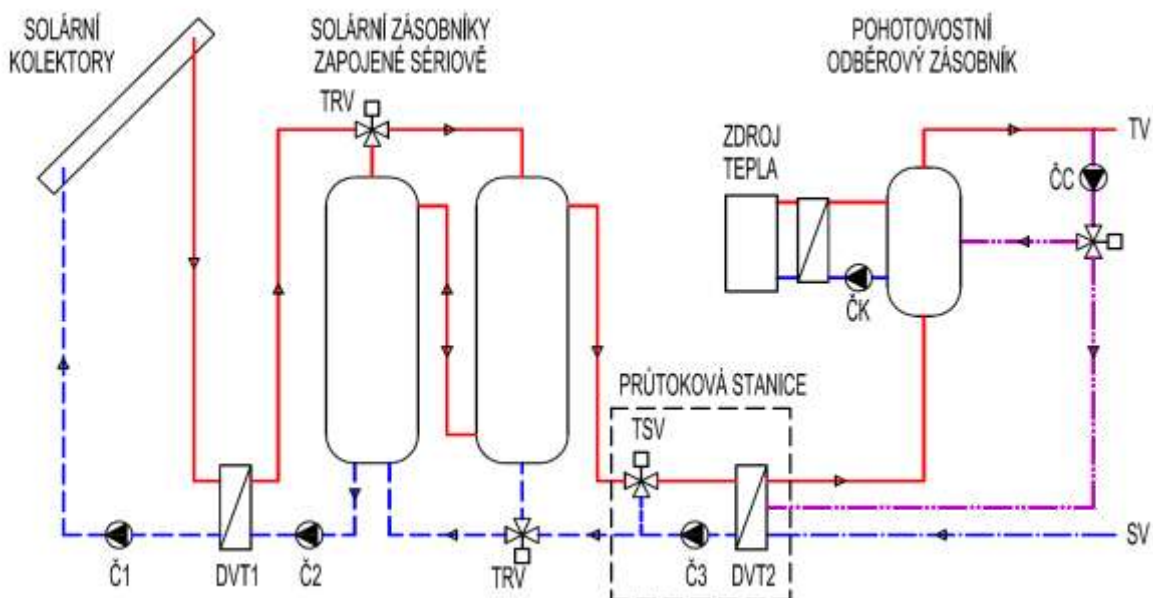 SOLÁRNÍ
KOLEKTORY
SOLÁRNÍ ZÁSOBNÍKY
ZAPOJENÉ SÉRIOVĚ
POHOTOVOSTNÍ
ODBĚROVÝ ZÁSOBNÍK
TRV
ZDROJ
TEPLA
TV
ČC
ČK
PRŮTOKOVÁ STANICE
TSV
SV
Č1
DVT1
Č2
TRV
Č3
DVT2